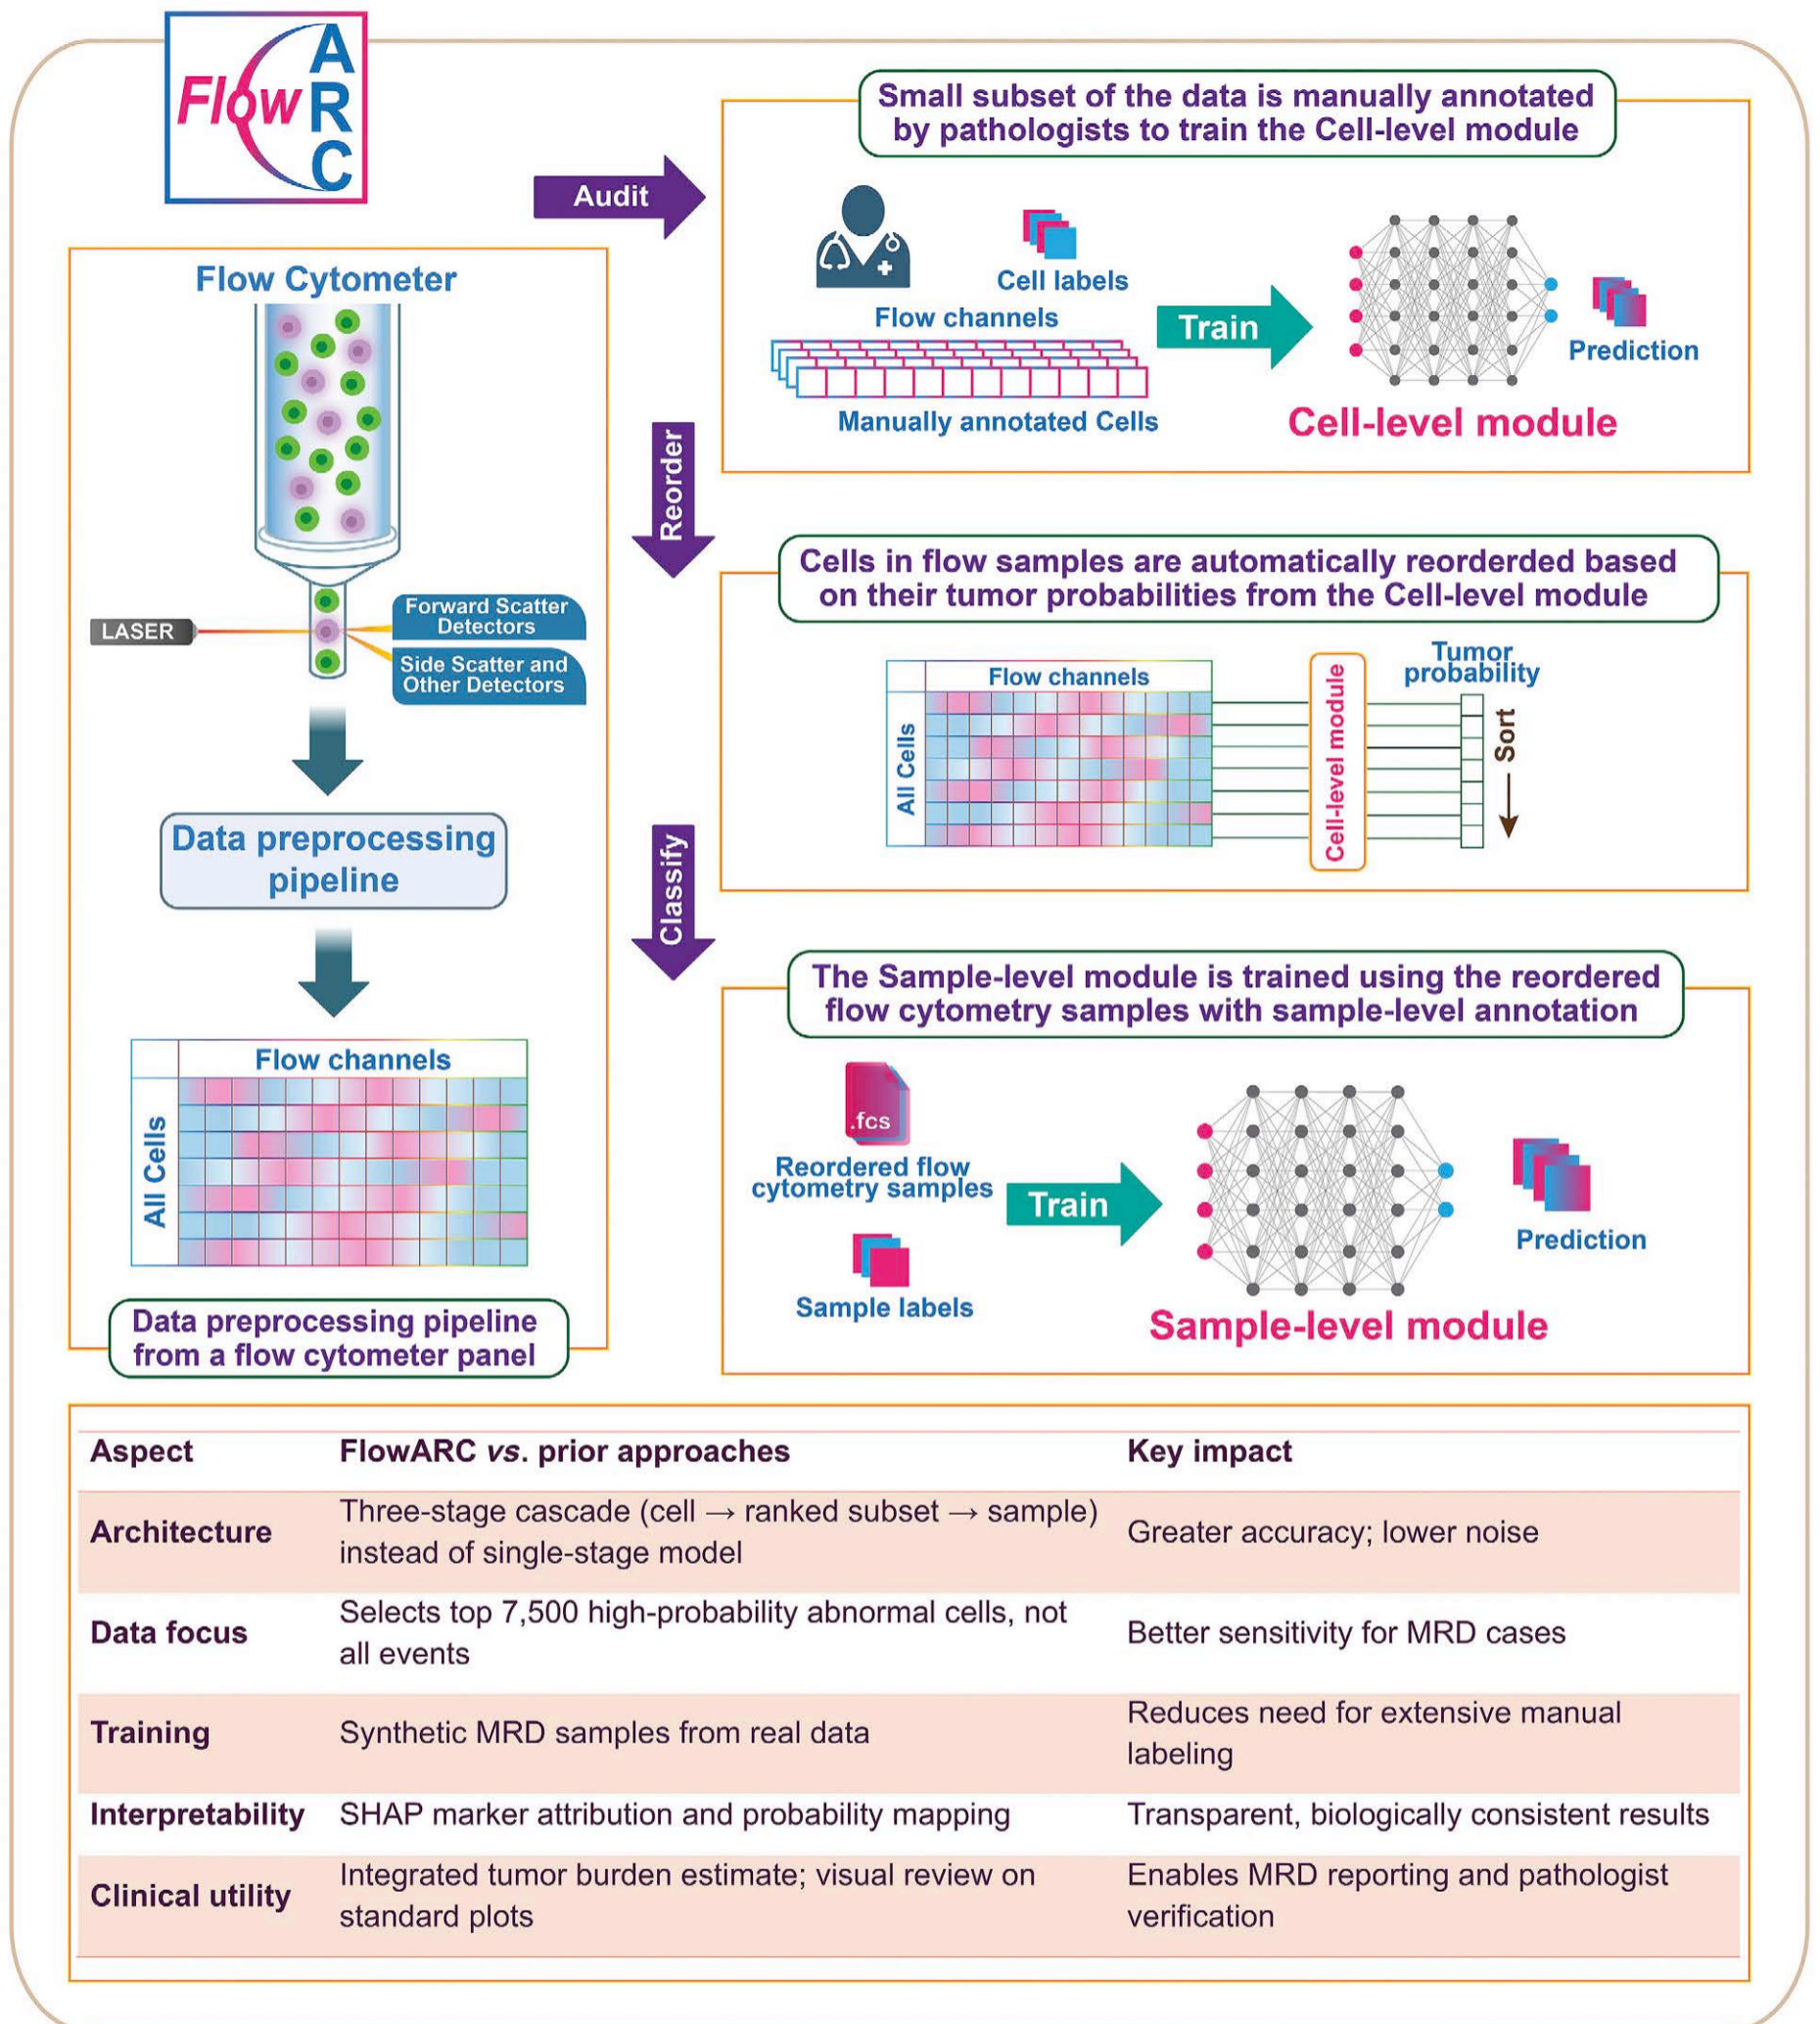 Flow
A
R
C
Flow Cytometer
LASER
Forward Scatter
Detectors
Side Scatter and
Other Detectors
Data preprocessing
pipeline
Flow channels
All Cells
Data preprocessing pipeline
from a flow cytometer panel
Audit
Small subset of the data is manually annotated
by pathologists to train the Cell-level module
Cell labels
Flow channels
Manually annotated Cells
Train
Prediction
Cell-level module
Reorder
Cells in flow samples are automatically reorderded based
on their tumor probabilities from the Cell-level module
Flow channels
All Cells
Cell-level module
Tumor
probability
Sort
Classify
The Sample-level module is trained using the reordered
flow cytometry samples with sample-level annotation
.fcs
Reordered flow
cytometry samples
Sample labels
Train
Prediction
Sample-level module
Aspect FlowARC vs. prior approaches Key impact
Architecture Three-stage cascade (cell → ranked subset → sample)
instead of single-stage model Greater accuracy; lower noise
Data focus Selects top 7,500 high-probability abnormal cells, not
all events Better sensitivity for MRD cases
Training Synthetic MRD samples from real data Reduces need for extensive manual
labeling
Interpretability SHAP marker attribution and probability mapping Transparent, biologically consistent results
Clinical utility Integrated tumor burden estimate; visual review on
standard plots Enables MRD reporting and pathologist
verification